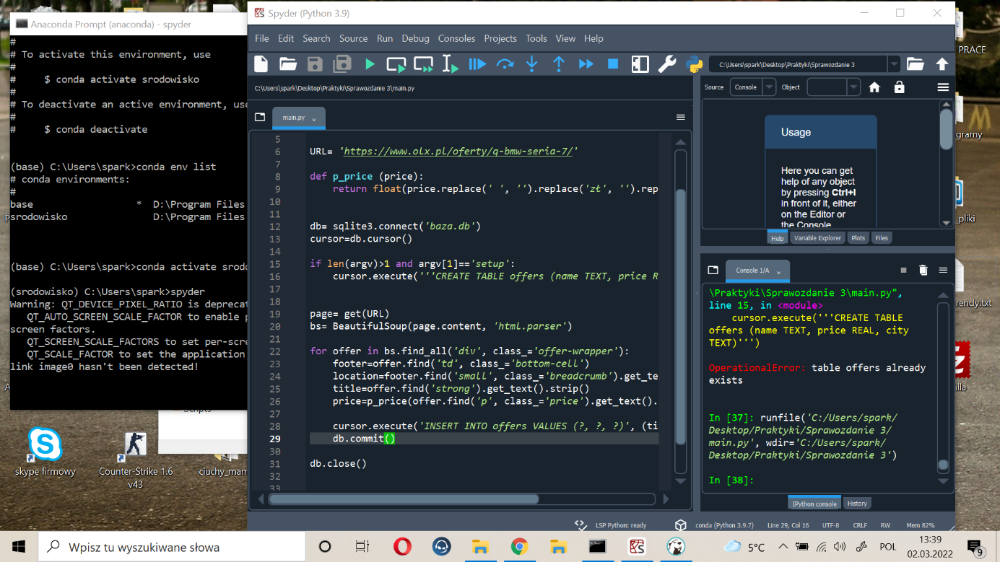 Anaconda Prompt (anaconda) - spyder
#
# To activate this environment, use
#
# $ conda activate srodowisko
#
# To deactivate an active environment, use
#
# $ conda deactivate
(base) C:\Users\spark>conda env list
# conda environments:
#
base * D:\Program Files
srodowisko D:\Program Files
(base) C:\Users\spark>conda activate srodo
(srodowisko) C:\Users\spark>spyder
Warning: QT_DEVICE_PIXEL_RATIO is deprecat
QT_AUTO_SCREEN_SCALE_FACTOR to enable p
screen factors.
QT_SCREEN_SCALE_FACTORS to set per-scre
QT_SCALE_FACTOR to set the application
link image0 hasn't been detected!
Spyder (Python 3.9)
File Edit Search Source Run Debug Consoles Projects Tools View Help
C:\Users\spark\Desktop\Praktyki\Sprawozdanie 3
C:\Users\spark\Desktop\Praktyki\Sprawozdanie 3\main.py
main.py
5
6 URL= 'https://www.olx.pl/oferty/q-bmw-seria-7/'
7
8 def p_price (price):
9 return float(price.replace(' ', '').replace('zł', '').rep
10
11
12 db= sqlite3.connect('baza.db')
13 cursor=db.cursor()
14
15 if len(argv)>1 and argv[1]=='setup':
16 cursor.execute('''CREATE TABLE offers (name TEXT, price R
17
18
19 page= get(URL)
20 bs= BeautifulSoup(page.content, 'html.parser')
21
22 for offer in bs.find_all('div', class_='offer-wrapper'):
23 footer=offer.find('td', class_='bottom-cell')
24 location=footer.find('small', class_='breadcrumb').get_te
25 title=offer.find('strong').get_text().strip()
26 price=p_price(offer.find('p', class_='price').get_text().
27
28 cursor.execute('INSERT INTO offers VALUES (?, ?, ?)', (ti
29 db.commit()
30
31 db.close()
32
33
Source Console Object
Usage
Here you can get
help of any object
by pressing Ctrl+I
in front of it, either
on the Editor or
the Console.
Help Variable Explorer Plots Files
Console 1/A
\Praktyki\Sprawozdanie 3\main.py",
line 15, in <module>
cursor.execute('''CREATE TABLE
offers (name TEXT, price REAL, city
TEXT)''')
OperationalError: table offers already
exists
In [37]: runfile('C:/Users/spark/
Desktop/Praktyki/Sprawozdanie 3/
main.py', wdir='C:/Users/spark/
Desktop/Praktyki/Sprawozdanie 3')
In [38]:
IPython console History
LSP Python: ready conda (Python 3.9.7) Line 29, Col 16 UTF-8 CRLF RW Mem 82%
PRACE
gramy
_pliki
rendy.txt
illa
Scripts
skype firmowy
Counter-Strike 1.6
v43
ciuchy_mam
Wpisz tu wyszukiwane słowa
5°C
POL
13:39
02.03.2022
9